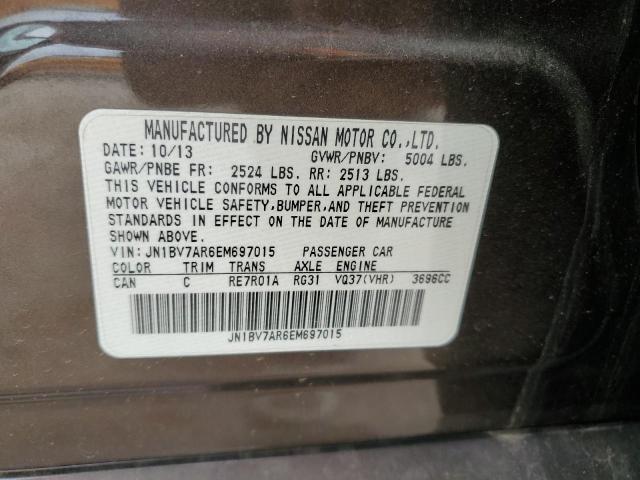 MANUFACTURED BY NISSAN MOTOR CO.,LTD.
DATE: 10/13 GVWR/PNBV: 5004 LBS.
GAWR/PNBE FR: 2524 LBS. RR: 2513 LBS.
THIS VEHICLE CONFORMS TO ALL APPLICABLE FEDERAL
MOTOR VEHICLE SAFETY,BUMPER,AND THEFT PREVENTION
STANDARDS IN EFFECT ON THE DATE OF MANUFACTURE
SHOWN ABOVE.
VIN: JN1BV7AR6EM697015 PASSENGER CAR
COLOR TRIM TRANS AXLE ENGINE
CAN C RE7R01A RG31 VQ37(VHR) 3696CC
JN1BV7AR6EM697015